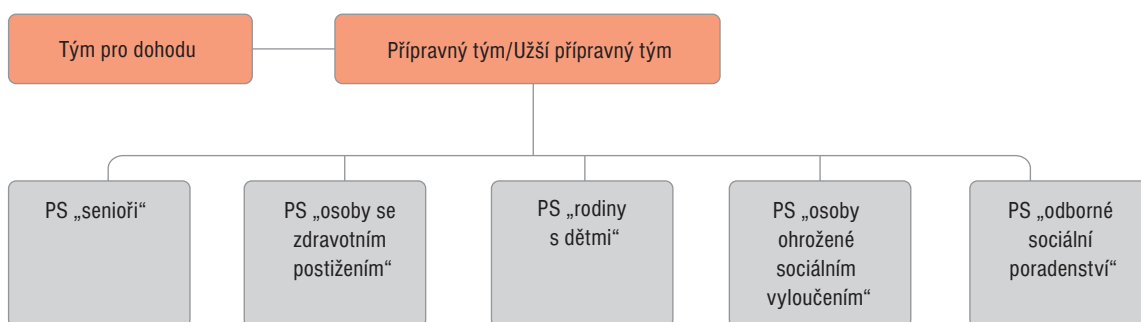 Tým pro dohodu
Přípravný tým/Užší přípravný tým
PS „senioři“
PS „osoby se
zdravotním
postižením“
PS „rodiny
s dětmi“
PS „osoby
ohrožené
sociálním
vyloučením“
PS „odborné
sociální
poradenství“